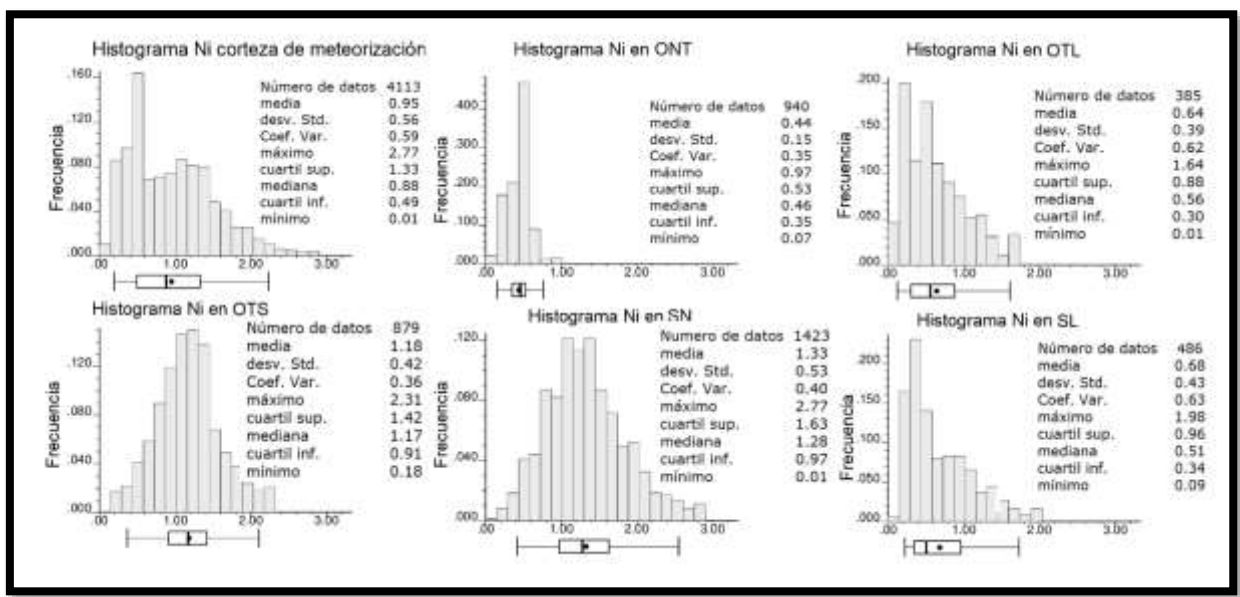 Histograma Ni corteza de meteorización
Frecuencia
.160
.120
.080
.040
.000
.00 1.00 2.00 3.00
Número de datos 4113
media 0.95
desv. Std. 0.56
Coef. Var. 0.59
máximo 2.77
cuartil sup. 1.33
mediana 0.88
cuartil inf. 0.49
mínimo 0.01
Histograma Ni en ONT
Frecuencia
.400
.300
.200
.100
.000
.00 1.00 2.00 3.00
Número de datos 940
media 0.44
desv. Std. 0.15
Coef. Var. 0.35
máximo 0.97
cuartil sup. 0.53
mediana 0.46
cuartil inf. 0.35
mínimo 0.07
Histograma Ni en OTL
Frecuencia
.200
.150
.100
.050
.000
.00 1.00 2.00 3.00
Número de datos 385
media 0.64
desv. Std. 0.39
Coef. Var. 0.62
máximo 1.64
cuartil sup. 0.88
mediana 0.56
cuartil inf. 0.30
mínimo 0.01
Histograma Ni en OTS
Frecuencia
.120
.080
.040
.000
.00 1.00 2.00 3.00
Número de datos 879
media 1.18
desv. Std. 0.42
Coef. Var. 0.36
máximo 2.31
cuartil sup. 1.42
mediana 1.17
cuartil inf. 0.91
mínimo 0.18
Histograma Ni en SN
Frecuencia
.120
.080
.040
.000
.00 1.00 2.00 3.00
Numero de datos 1423
media 1.33
desv. Std. 0.53
Coef. Var. 0.40
máximo 2.77
cuartil sup. 1.63
mediana 1.28
cuartil inf. 0.97
mínimo 0.01
Histograma Ni en SL
Frecuencia
.200
.150
.100
.050
.000
.00 1.00 2.00 3.00
Número de datos 486
media 0.68
desv. Std. 0.43
Coef. Var. 0.63
máximo 1.98
cuartil sup. 0.96
mediana 0.51
cuartil inf. 0.34
mínimo 0.09